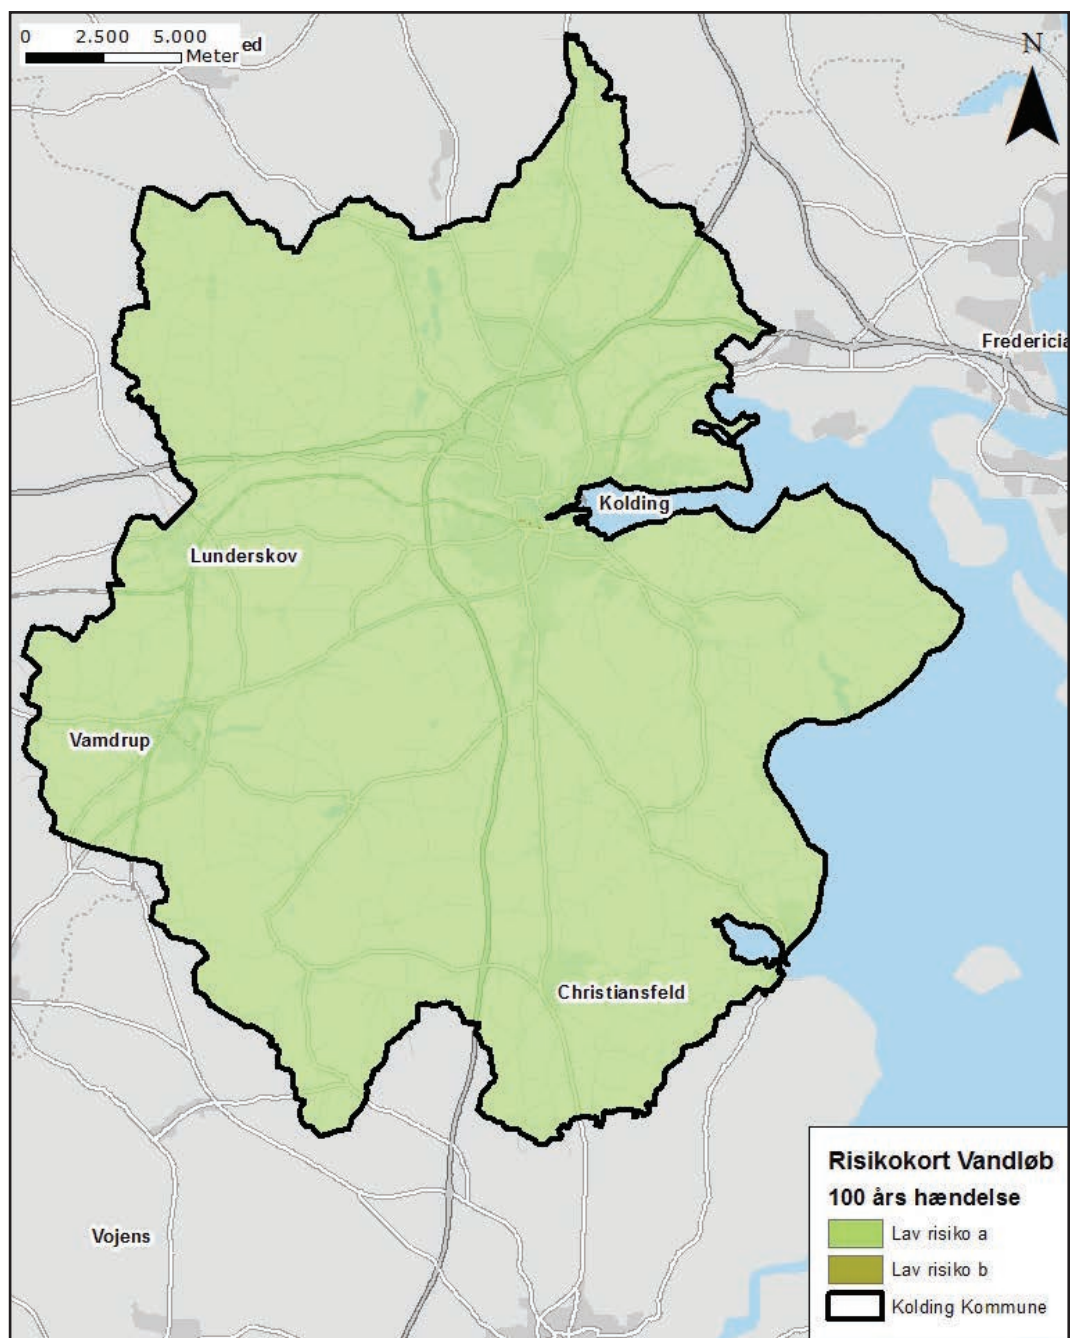 0 2.500 5.000
Meter
ed
N
Fredericia
Kolding
Lunderskov
Vamdrup
Christiansfeld
Vojens
Risikokort Vandløb
100 års hændelse
Lav risiko a
Lav risiko b
Kolding Kommune